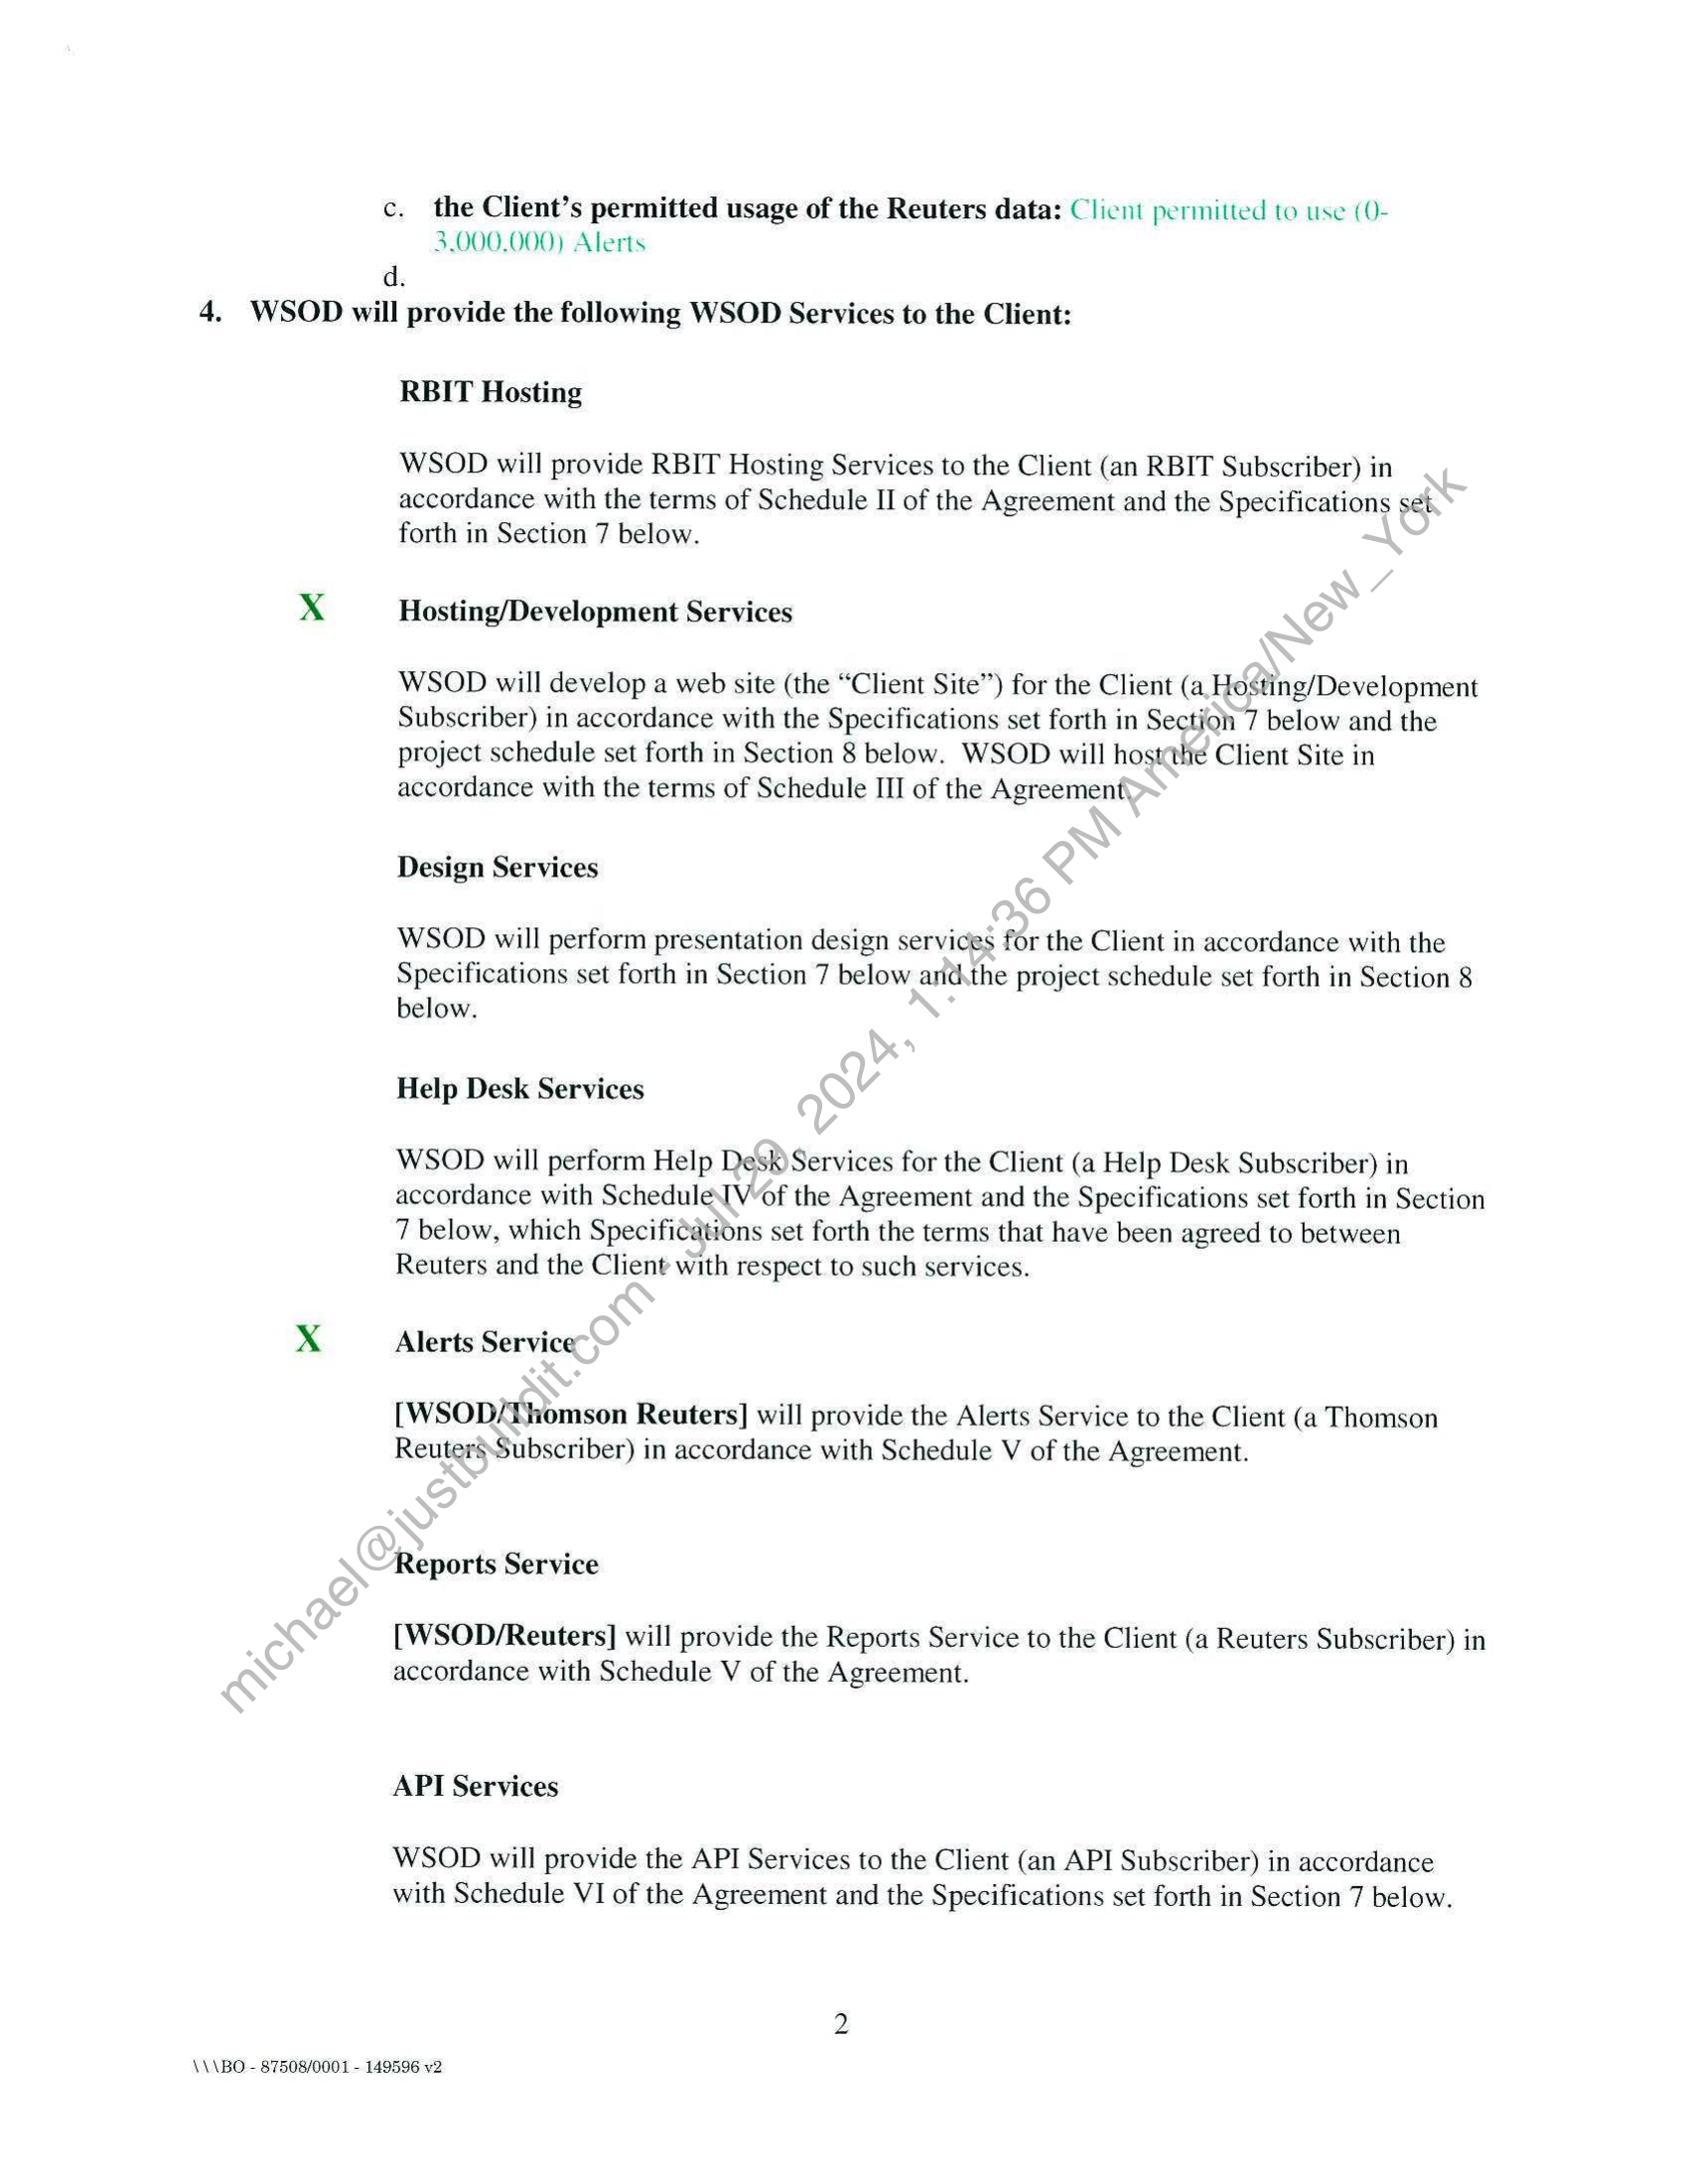 c. the Client's permitted usage of the Reuters data: Client permitted to use (0-
3,000,000) Alerts
d.
4. WSOD will provide the following WSOD Services to the Client:
RBIT Hosting
WSOD will provide RBIT Hosting Services to the Client (an RBIT Subscriber) in
accordance with the terms of Schedule II of the Agreement and the Specifications set
forth in Section 7 below.
X Hosting/Development Services
WSOD will develop a web site (the “Client Site”) for the Client (a Hosting/Development
Subscriber) in accordance with the Specifications set forth in Section 7 below and the
project schedule set forth in Section 8 below. WSOD will host the Client Site in
accordance with the terms of Schedule III of the Agreement.
Design Services
WSOD will perform presentation design services for the Client in accordance with the
Specifications set forth in Section 7 below and the project schedule set forth in Section 8
below.
Help Desk Services
WSOD will perform Help Desk Services for the Client (a Help Desk Subscriber) in
accordance with Schedule IV of the Agreement and the Specifications set forth in Section
7 below, which Specifications set forth the terms that have been agreed to between
Reuters and the Client with respect to such services.
X Alerts Service
[WSOD/Thomson Reuters] will provide the Alerts Service to the Client (a Thomson
Reuters Subscriber) in accordance with Schedule V of the Agreement.
Reports Service
[WSOD/Reuters] will provide the Reports Service to the Client (a Reuters Subscriber) in
accordance with Schedule V of the Agreement.
API Services
WSOD will provide the API Services to the Client (an API Subscriber) in accordance
with Schedule VI of the Agreement and the Specifications set forth in Section 7 below.
2
\\\BO - 87508/0001 - 149596 v2
michael@justbuildit.com - Jul 29, 2024, 1:14:36 PM America/New_York